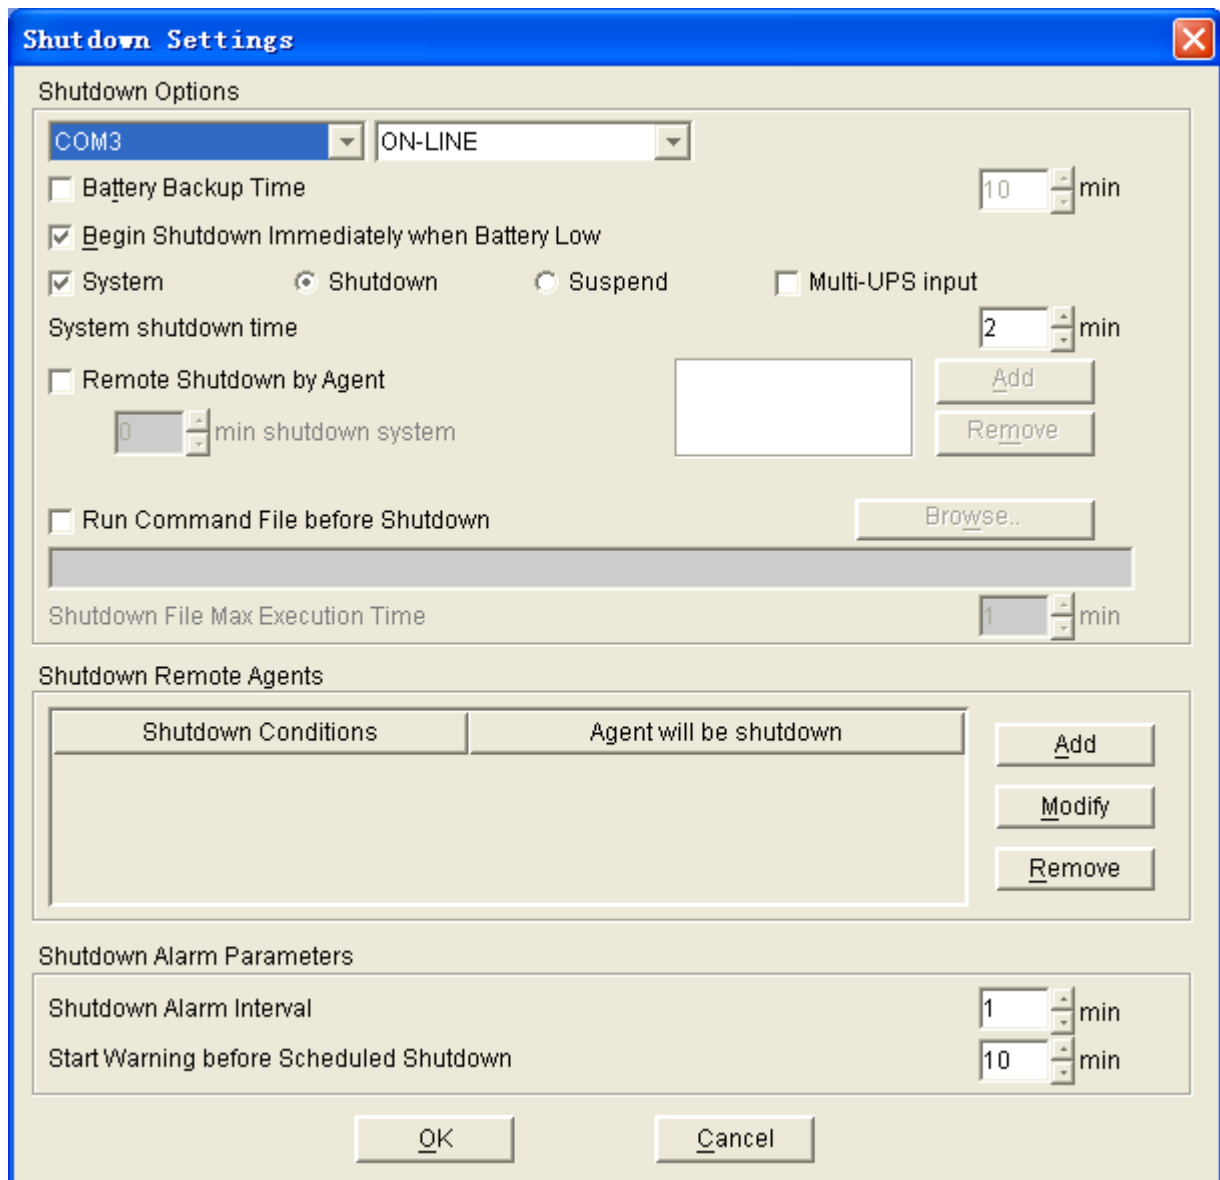 Shutdown Settings
Shutdown Options
COM3 ON-LINE
Battery Backup Time 10 min
Begin Shutdown Immediately when Battery Low
System Shutdown Suspend Multi-UPS input
System shutdown time 2 min
Remote Shutdown by Agent Add
0 min shutdown system Remove
Run Command File before Shutdown Browse..
Shutdown File Max Execution Time 1 min
Shutdown Remote Agents
Shutdown Conditions Agent will be shutdown
Add
Modify
Remove
Shutdown Alarm Parameters
Shutdown Alarm Interval 1 min
Start Warning before Scheduled Shutdown 10 min
OK Cancel